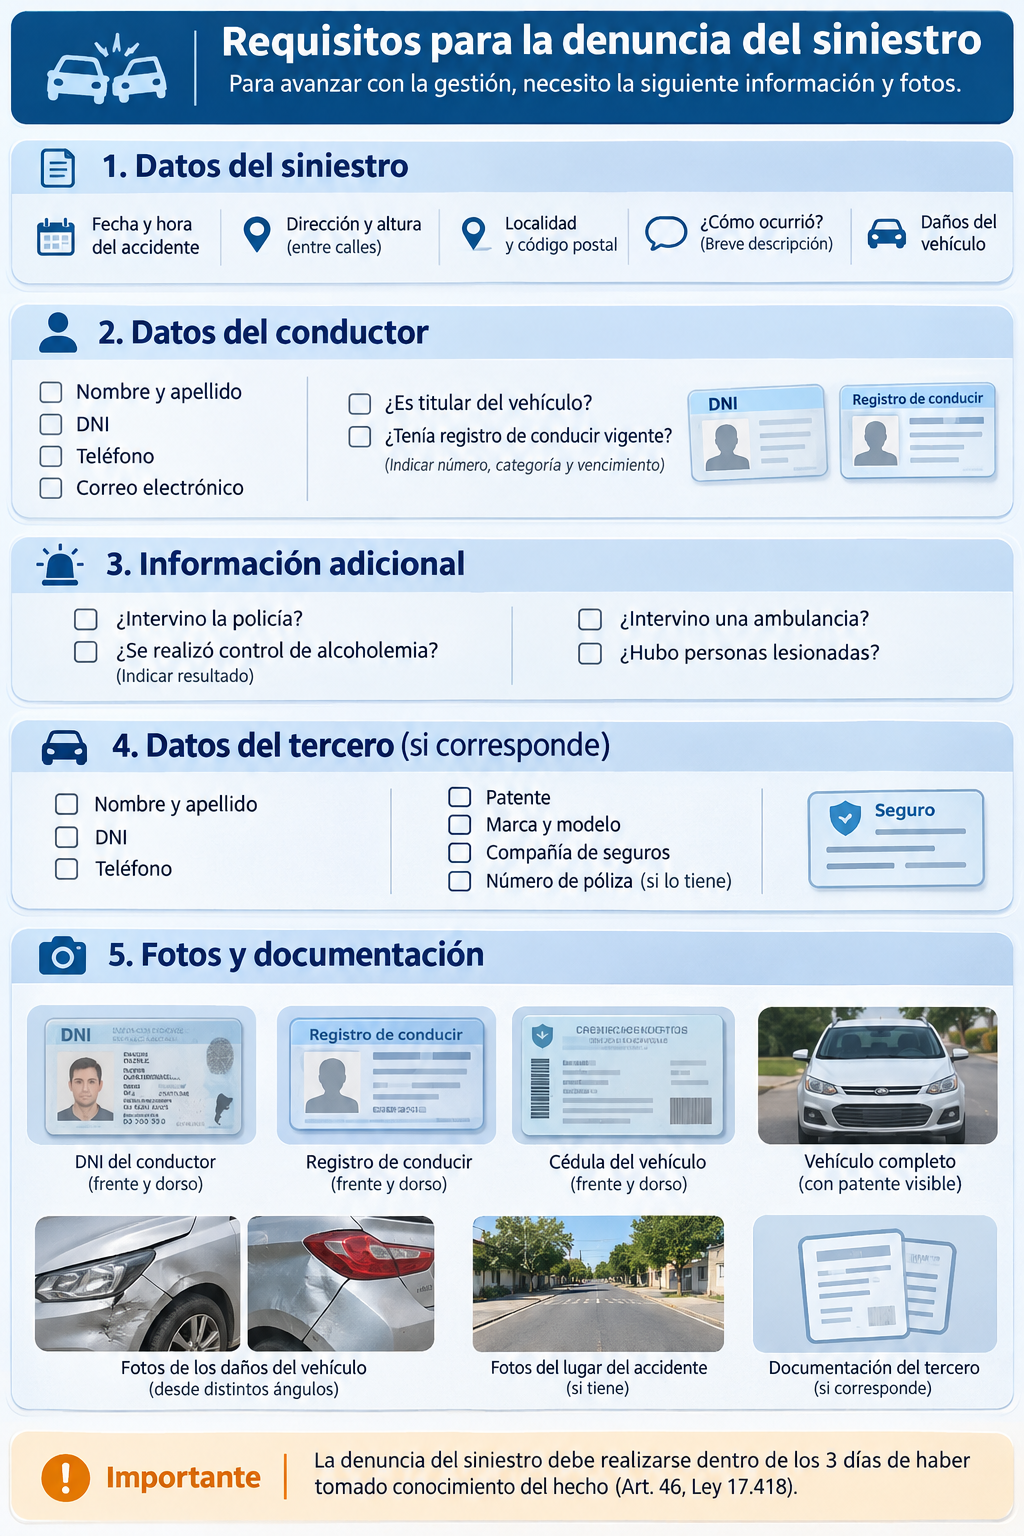 Requisitos para la denuncia del siniestro
Para avanzar con la gestión, necesito la siguiente información y fotos.
1. Datos del siniestro
Fecha y hora
del accidente
Dirección y altura
(entre calles)
Localidad
y código postal
¿Cómo ocurrió?
(Breve descripción)
Daños del
vehículo
2. Datos del conductor
Nombre y apellido
DNI
Teléfono
Correo electrónico
¿Es titular del vehículo?
¿Tenía registro de conducir vigente?
(Indicar número, categoría y vencimiento)
DNI
Registro de conducir
3. Información adicional
¿Intervino la policía?
¿Se realizó control de alcoholemia?
(Indicar resultado)
¿Intervino una ambulancia?
¿Hubo personas lesionadas?
4. Datos del tercero (si corresponde)
Nombre y apellido
DNI
Teléfono
Patente
Marca y modelo
Compañía de seguros
Número de póliza (si lo tiene)
Seguro
5. Fotos y documentación
DNI
Registro de conducir
DNI del conductor
(frente y dorso)
Registro de conducir
(frente y dorso)
Cédula del vehículo
(frente y dorso)
Vehículo completo
(con patente visible)
Fotos de los daños del vehículo
(desde distintos ángulos)
Fotos del lugar del accidente
(si tiene)
Documentación del tercero
(si corresponde)
Importante
La denuncia del siniestro debe realizarse dentro de los 3 días de haber
tomado conocimiento del hecho (Art. 46, Ley 17.418).